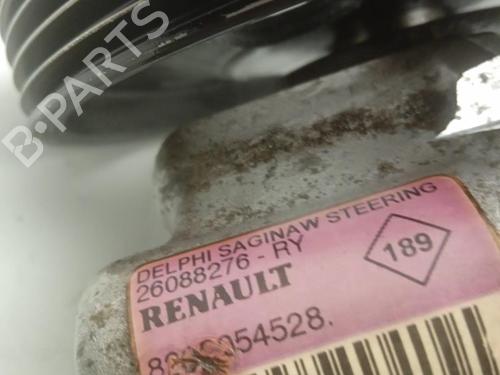 B-PARTS
DELPHI SAGINAW STEERING
26088276 - RY
189
RENAULT